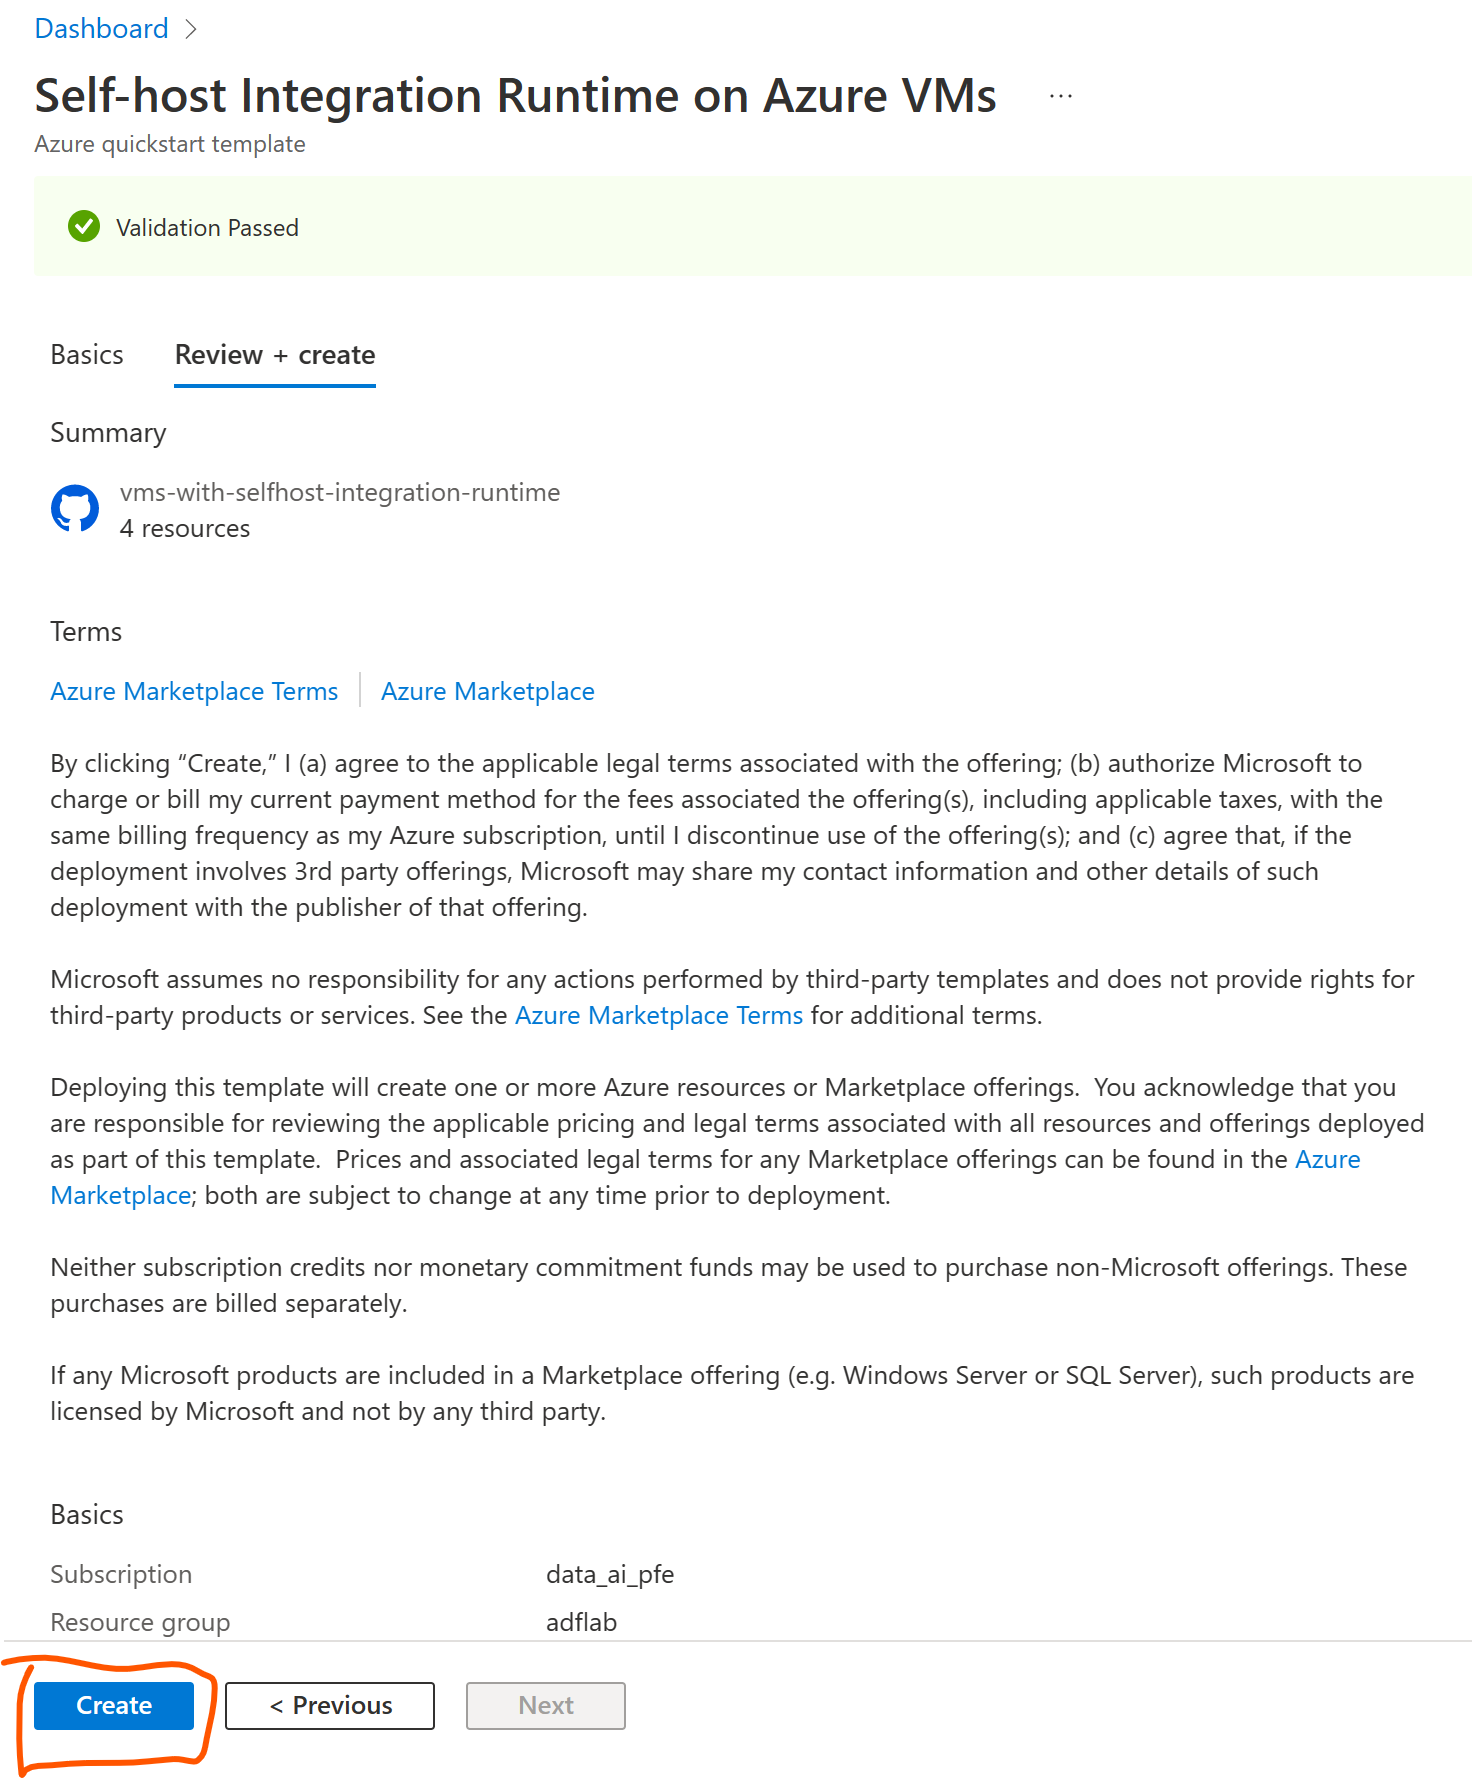 Dashboard >
Self-host Integration Runtime on Azure VMs ...
Azure quickstart template
Validation Passed
Basics Review + create
Summary
vms-with-selfhost-integration-runtime
4 resources
Terms
Azure Marketplace Terms | Azure Marketplace
By clicking “Create,” I (a) agree to the applicable legal terms associated with the offering; (b) authorize Microsoft to
charge or bill my current payment method for the fees associated the offering(s), including applicable taxes, with the
same billing frequency as my Azure subscription, until I discontinue use of the offering(s); and (c) agree that, if the
deployment involves 3rd party offerings, Microsoft may share my contact information and other details of such
deployment with the publisher of that offering.
Microsoft assumes no responsibility for any actions performed by third-party templates and does not provide rights for
third-party products or services. See the Azure Marketplace Terms for additional terms.
Deploying this template will create one or more Azure resources or Marketplace offerings.  You acknowledge that you
are responsible for reviewing the applicable pricing and legal terms associated with all resources and offerings deployed
as part of this template.  Prices and associated legal terms for any Marketplace offerings can be found in the Azure
Marketplace; both are subject to change at any time prior to deployment.
Neither subscription credits nor monetary commitment funds may be used to purchase non-Microsoft offerings. These
purchases are billed separately.
If any Microsoft products are included in a Marketplace offering (e.g. Windows Server or SQL Server), such products are
licensed by Microsoft and not by any third party.
Basics
Subscription data_ai_pfe
Resource group adflab
Create < Previous Next